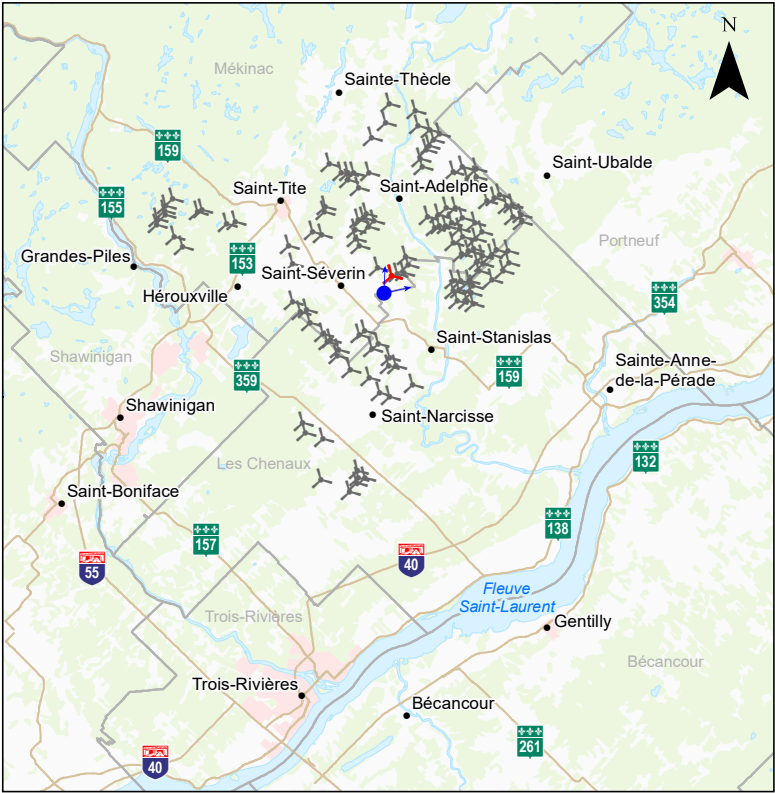 N
Mékinac
Sainte-Thècle
159
Saint-Ubalde
Saint-Tite
Saint-Adelphe
155
Portneuf
Grandes-Piles
153
Saint-Séverin
Hérouxville
354
Saint-Stanislas
Shawinigan
359
159
Sainte-Anne-
de-la-Pérade
Shawinigan
Saint-Narcisse
Les Chenaux
132
Saint-Boniface
138
157
40
55
Fleuve
Saint-Laurent
Trois-Rivières
Gentilly
Bécancour
Trois-Rivières
Bécancour
261
40